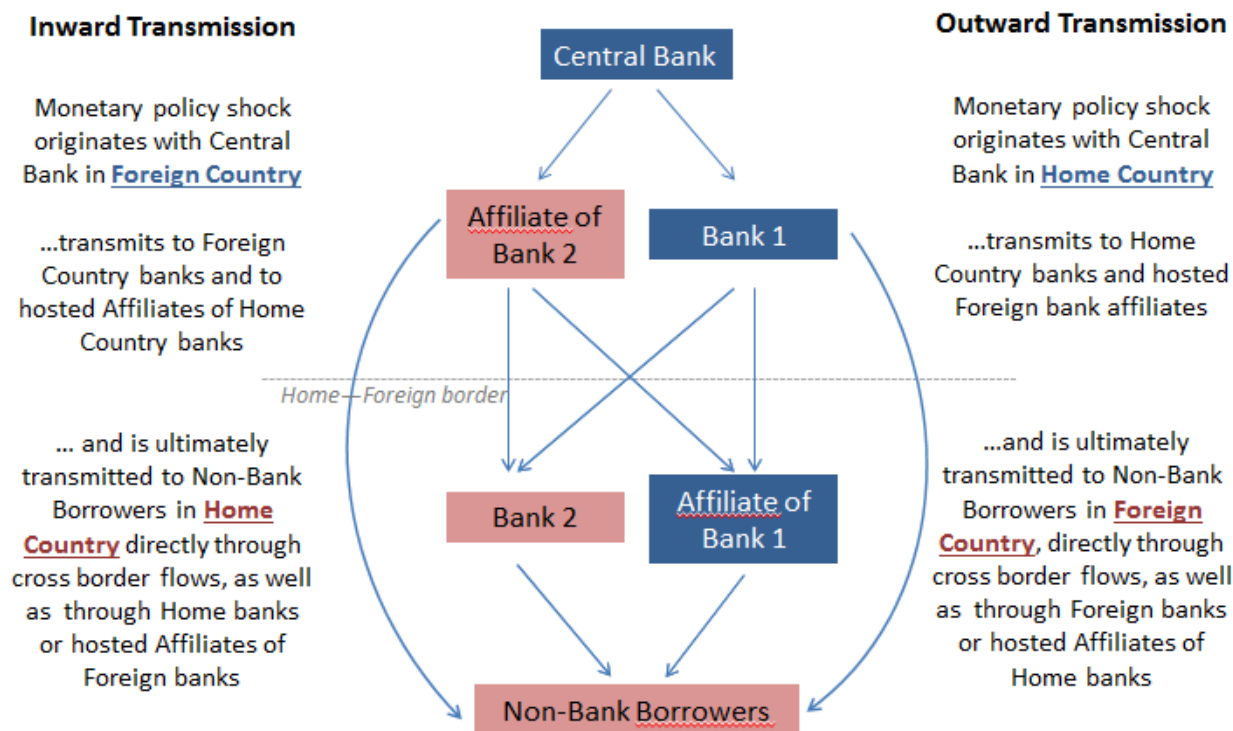 Inward Transmission
Monetary policy shock
originates with Central
Bank in Foreign Country
...transmits to Foreign
Country banks and to
hosted Affiliates of Home
Country banks
... and is ultimately
transmitted to Non-Bank
Borrowers in Home
Country directly through
cross border flows, as well
as through Home banks
or hosted Affiliates of
Foreign banks
Central Bank
Affiliate of
Bank 2
Bank 1
Home—Foreign border
Bank 2
Affiliate of
Bank 1
Non-Bank Borrowers
Outward Transmission
Monetary policy shock
originates with Central
Bank in Home Country
...transmits to Home
Country banks and hosted
Foreign bank affiliates
...and is ultimately
transmitted to Non-Bank
Borrowers in Foreign
Country, directly through
cross border flows, as well
as through Foreign banks
or hosted Affiliates of
Home banks